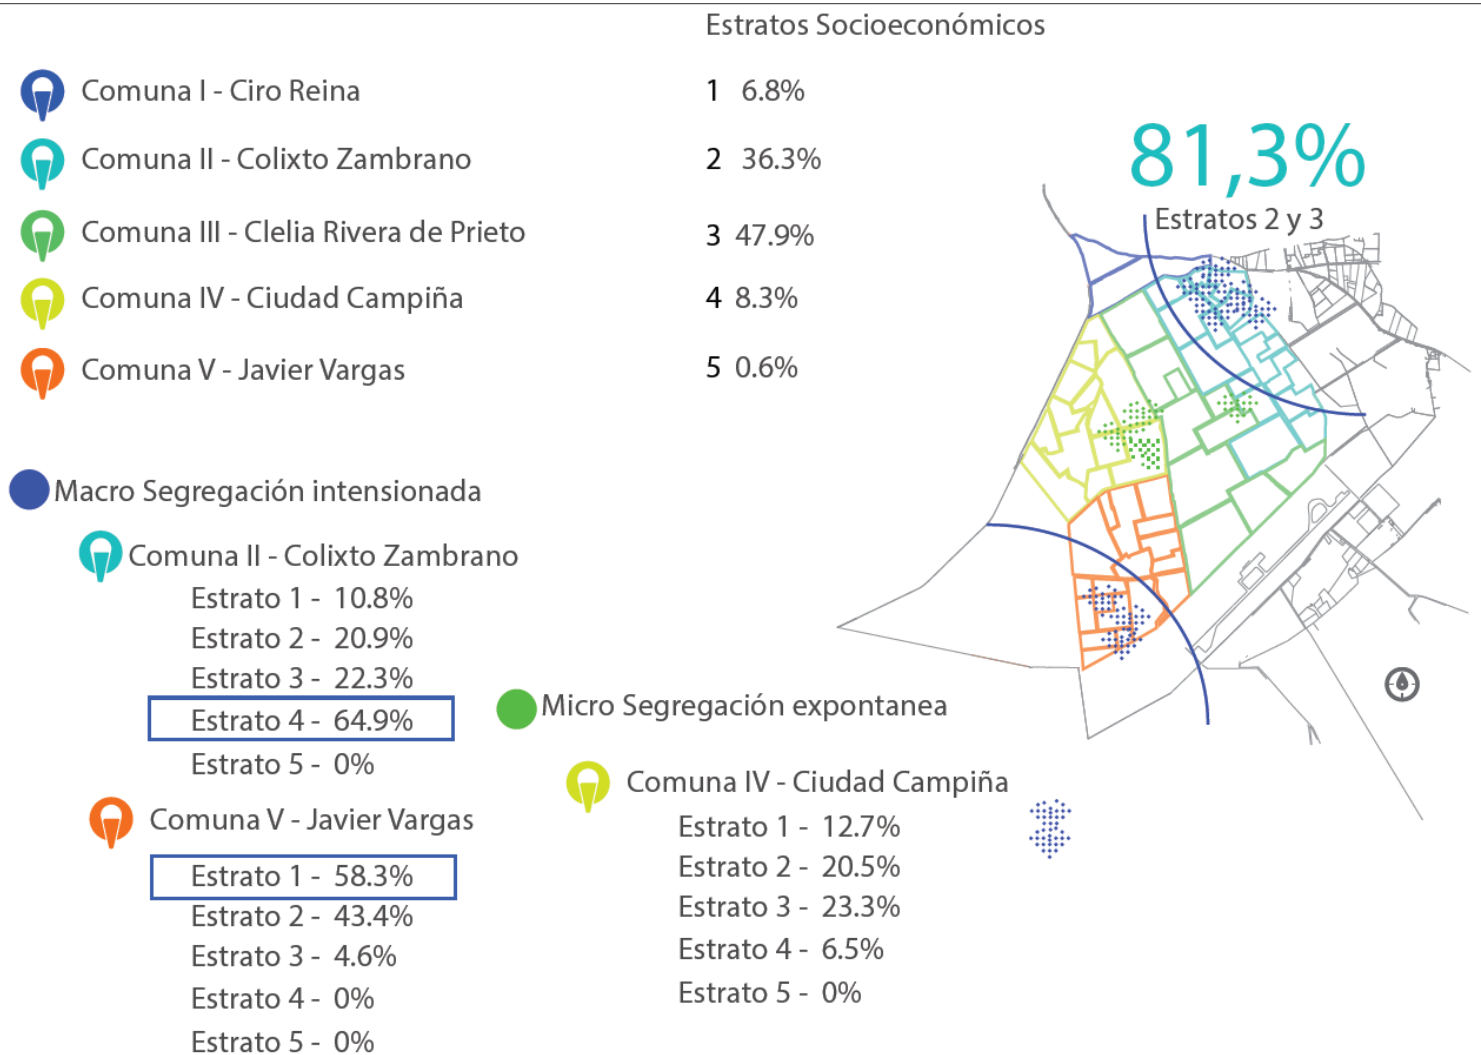 Estratos Socioeconómicos
Comuna I - Ciro Reina
1 6.8%
Comuna II - Colixto Zambrano
2 36.3%
Comuna III - Clelia Rivera de Prieto
3 47.9%
Comuna IV - Ciudad Campiña
4 8.3%
Comuna V - Javier Vargas
5 0.6%
81,3%
Estratos 2 y 3
Macro Segregación intensionada
Comuna II - Colixto Zambrano
Estrato 1 - 10.8%
Estrato 2 - 20.9%
Estrato 3 - 22.3%
Estrato 4 - 64.9%
Estrato 5 - 0%
Comuna V - Javier Vargas
Estrato 1 - 58.3%
Estrato 2 - 43.4%
Estrato 3 - 4.6%
Estrato 4 - 0%
Estrato 5 - 0%
Micro Segregación expontanea
Comuna IV - Ciudad Campiña
Estrato 1 - 12.7%
Estrato 2 - 20.5%
Estrato 3 - 23.3%
Estrato 4 - 6.5%
Estrato 5 - 0%